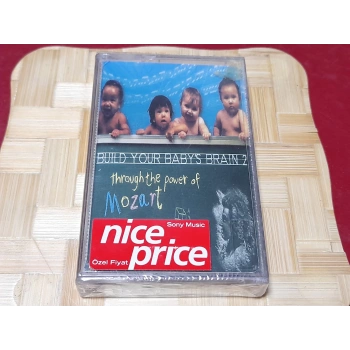 BUILD YOUR BABY'S BRAIN 2
through the power of
Mozart
Sony Music
nice
price
Özel Fiyat